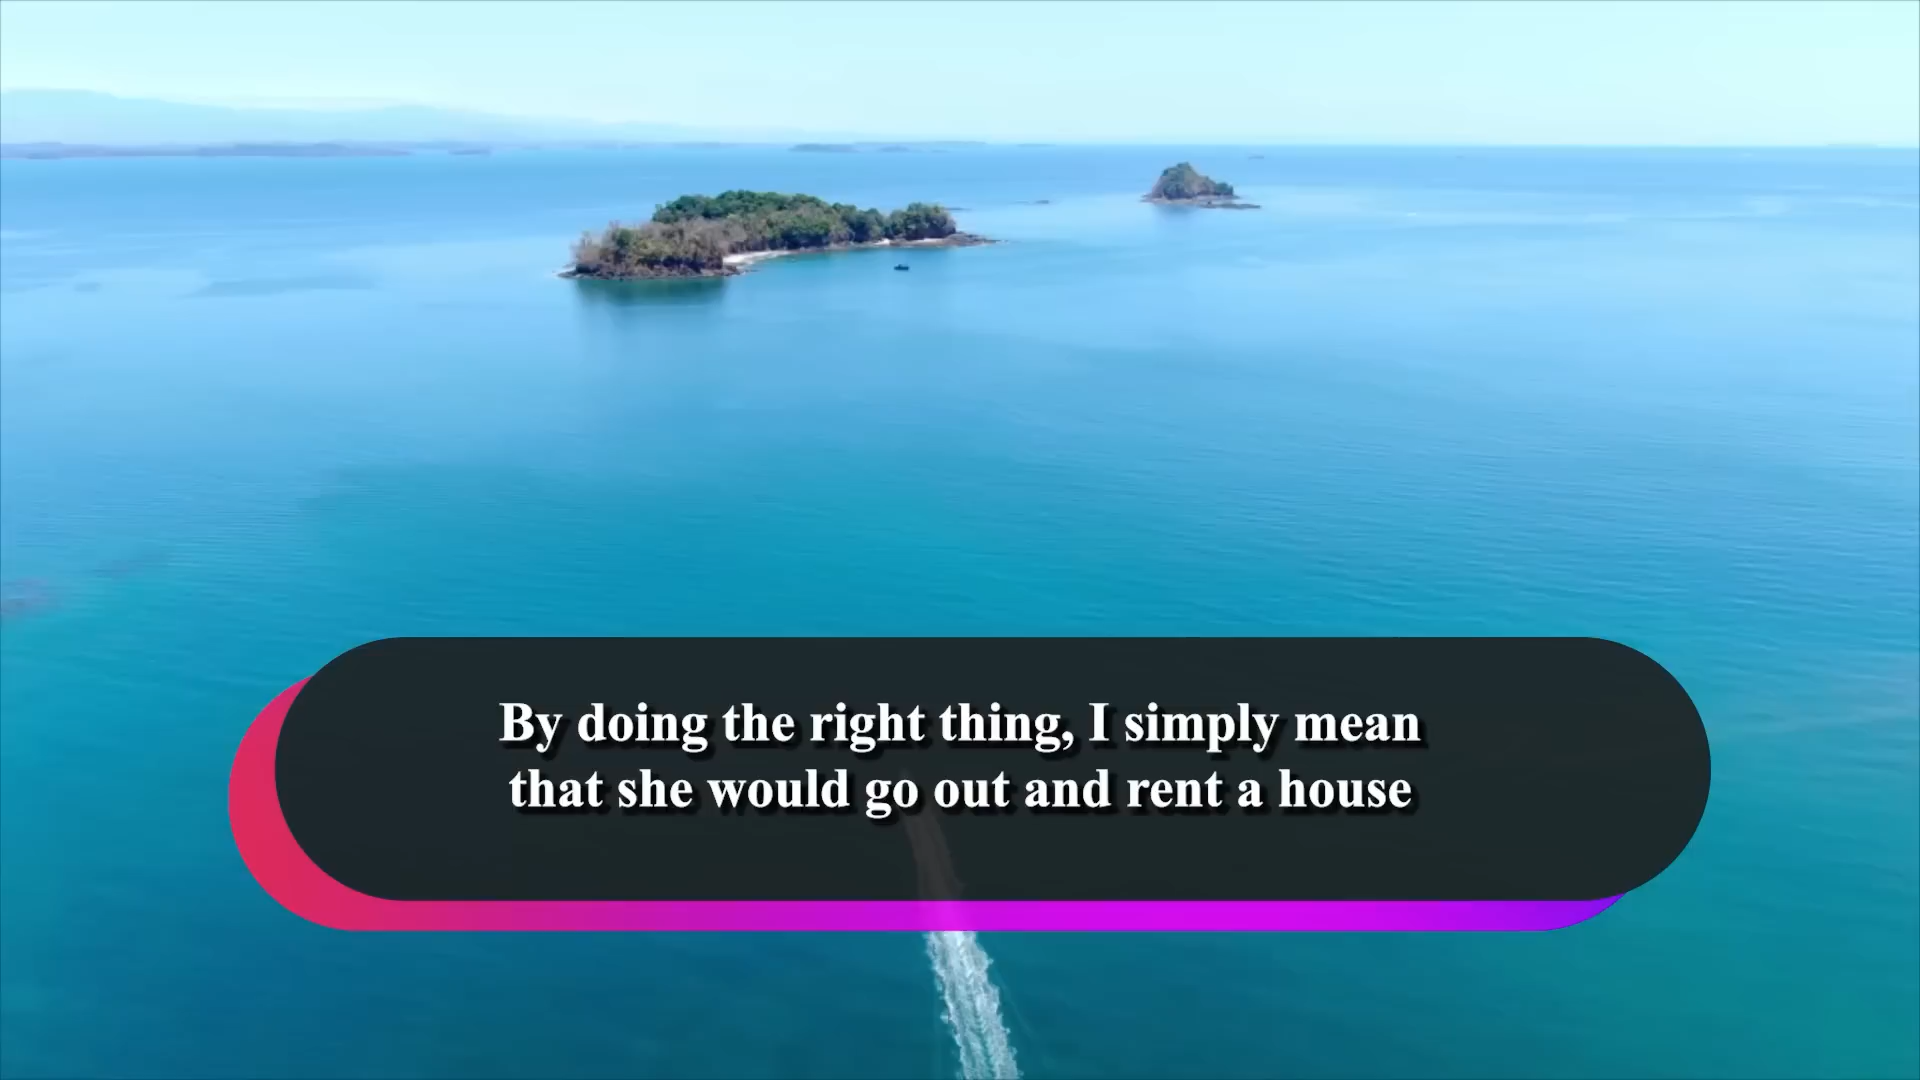 By doing the right thing, I simply mean
that she would go out and rent a house